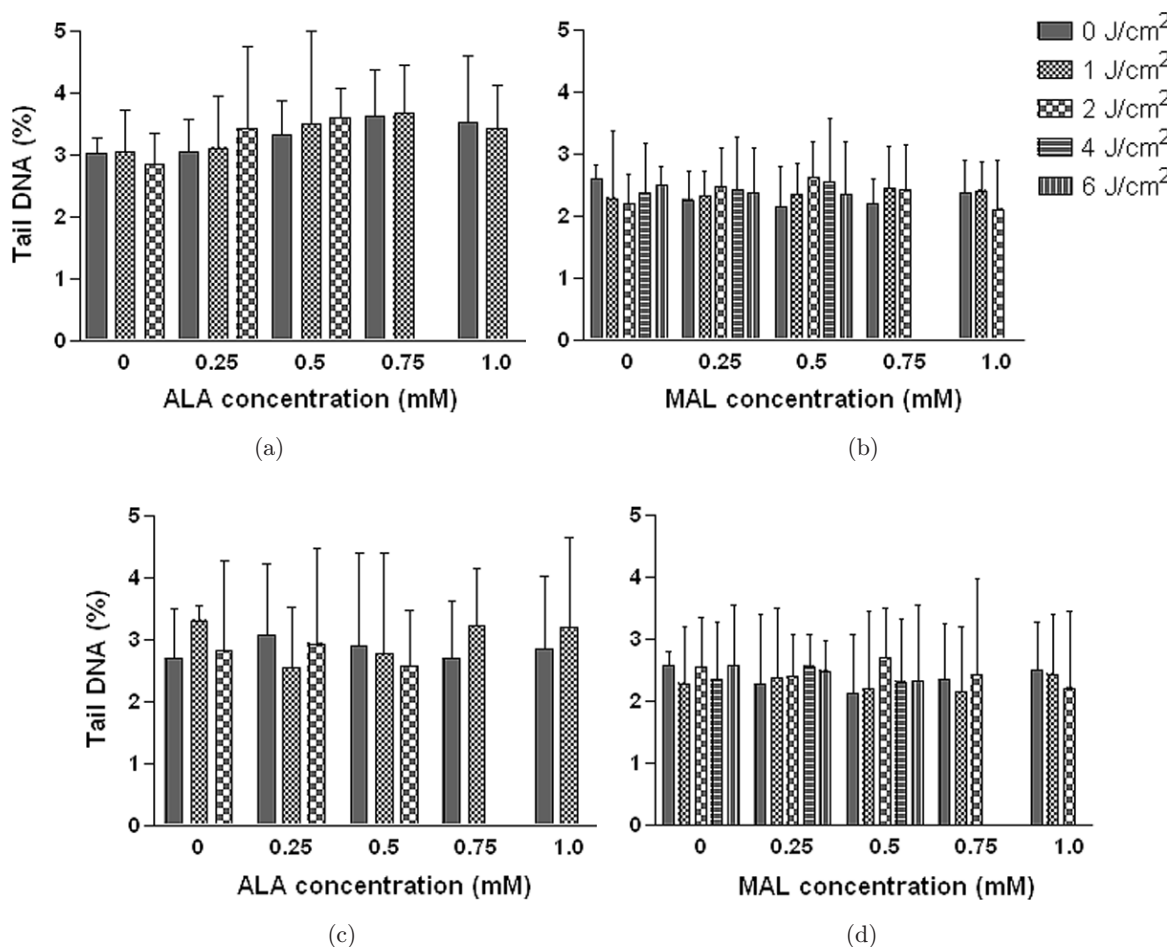 5
4
3
2
1
0
Tail DNA (%)
0 0.25 0.5 0.75 1.0
ALA concentration (mM)
(a)
5
4
3
2
1
0
0 0.25 0.5 0.75 1.0
MAL concentration (mM)
(b)
0 J/cm²
1 J/cm²
2 J/cm²
4 J/cm²
6 J/cm²
5
4
3
2
1
0
Tail DNA (%)
0 0.25 0.5 0.75 1.0
ALA concentration (mM)
(c)
5
4
3
2
1
0
0 0.25 0.5 0.75 1.0
MAL concentration (mM)
(d)